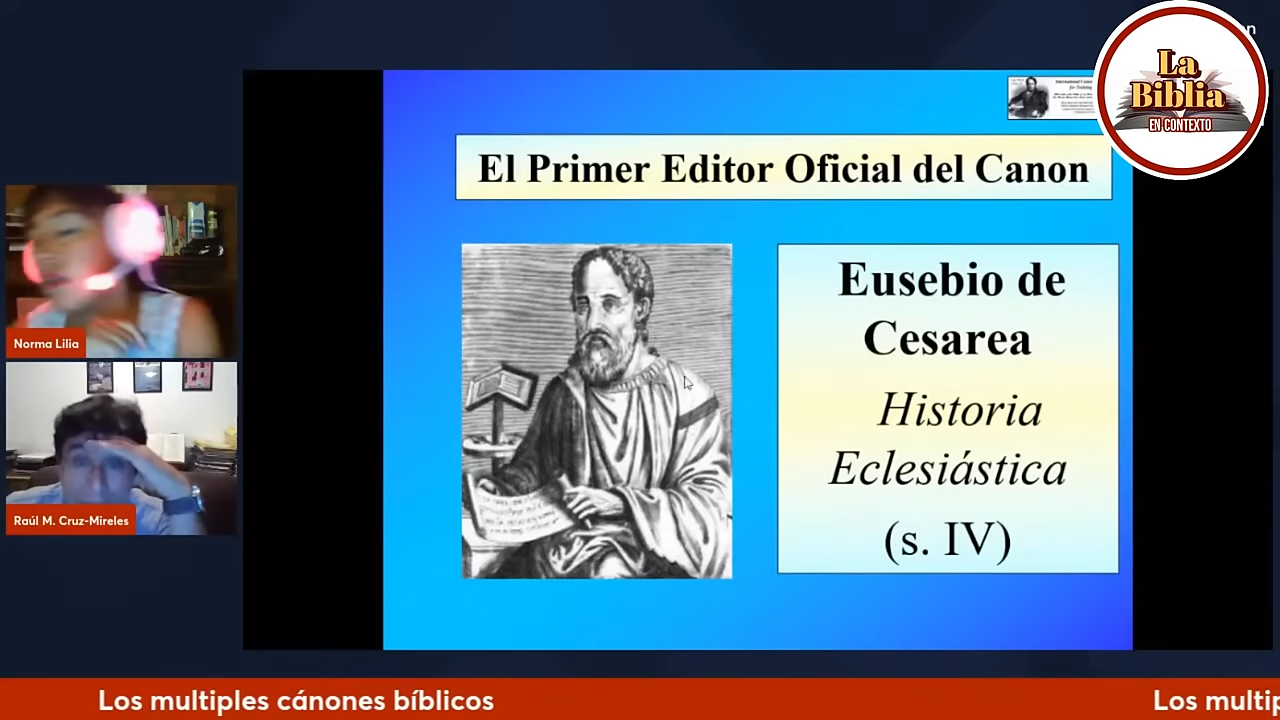 on
La
Biblia
EN CONTEXTO
El Primer Editor Oficial del Canon
Eusebio de
Cesarea
Historia
Eclesiástica
(s. IV)
Norma Lilia
Raúl M. Cruz-Mireles
Los multiples cánones bíblicos
Los multip